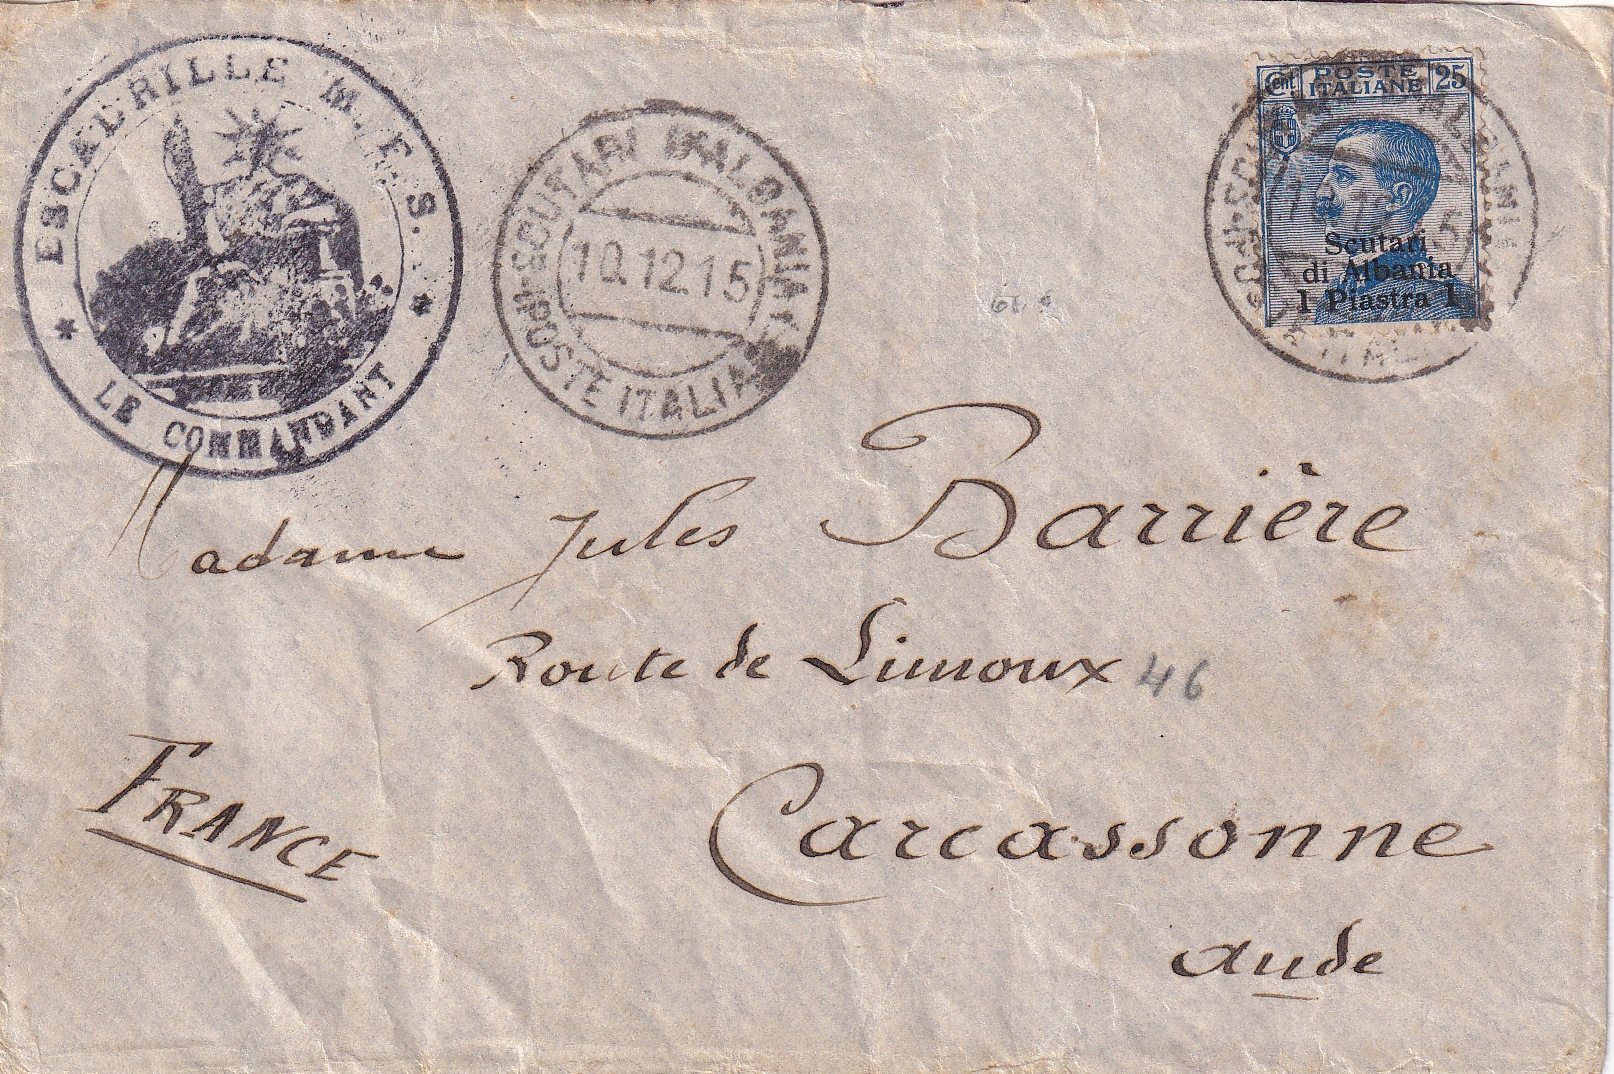 ESCADRILLE M. F. S.
LE COMMANDANT
SCUTARI D'ALBANIA
10.12.15
POSTE ITALIANE
Cent. POSTE ITALIANE 25
Scutari
di Albania
1 Piastra 1
Madame Jules Barrière
Route de Limoux 46
FRANCE
Carcassonne
Aude